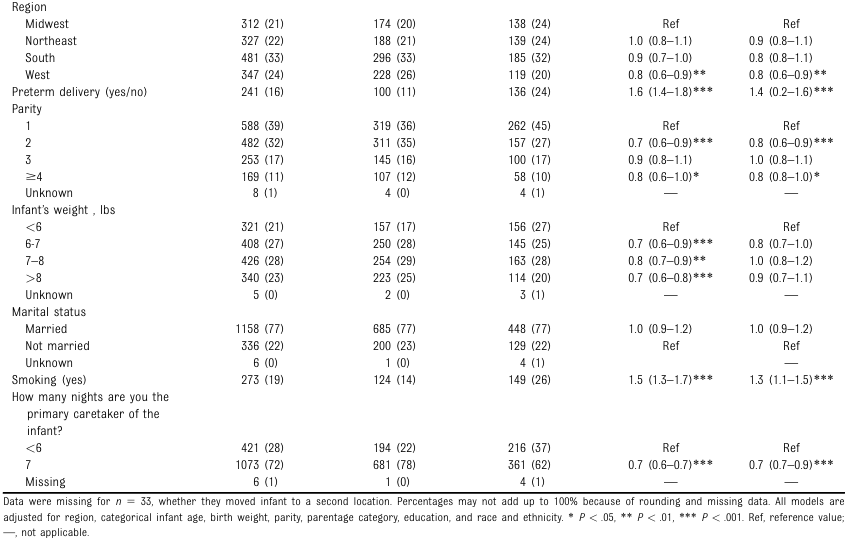 Region
Midwest 312 (21) 174 (20) 138 (24) Ref Ref
Northeast 327 (22) 188 (21) 139 (24) 1.0 (0.8–1.1) 0.9 (0.8–1.1)
South 481 (33) 296 (33) 185 (32) 0.9 (0.7–1.0) 0.8 (0.8–1.1)
West 347 (24) 228 (26) 119 (20) 0.8 (0.6–0.9)** 0.8 (0.6–0.9)**
Preterm delivery (yes/no) 241 (16) 100 (11) 136 (24) 1.6 (1.4–1.8)*** 1.4 (0.2–1.6)***
Parity
1 588 (39) 319 (36) 262 (45) Ref Ref
2 482 (32) 311 (35) 157 (27) 0.7 (0.6–0.9)*** 0.8 (0.6–0.9)***
3 253 (17) 145 (16) 100 (17) 0.9 (0.8–1.1) 1.0 (0.8–1.1)
≥4 169 (11) 107 (12) 58 (10) 0.8 (0.6–1.0)* 0.8 (0.8–1.0)*
Unknown 8 (1) 4 (0) 4 (1) — —
Infant's weight , lbs
<6 321 (21) 157 (17) 156 (27) Ref Ref
6-7 408 (27) 250 (28) 145 (25) 0.7 (0.6–0.9)*** 0.8 (0.7–1.0)
7–8 426 (28) 254 (29) 163 (28) 0.8 (0.7–0.9)** 1.0 (0.8–1.2)
>8 340 (23) 223 (25) 114 (20) 0.7 (0.6–0.8)*** 0.9 (0.7–1.1)
Unknown 5 (0) 2 (0) 3 (1) — —
Marital status
Married 1158 (77) 685 (77) 448 (77) 1.0 (0.9–1.2) 1.0 (0.9–1.2)
Not married 336 (22) 200 (23) 129 (22) Ref Ref
Unknown 6 (0) 1 (0) 4 (1) —
Smoking (yes) 273 (19) 124 (14) 149 (26) 1.5 (1.3–1.7)*** 1.3 (1.1–1.5)***
How many nights are you the
primary caretaker of the
infant?
<6 421 (28) 194 (22) 216 (37) Ref Ref
7 1073 (72) 681 (78) 361 (62) 0.7 (0.6–0.7)*** 0.7 (0.7–0.9)***
Missing 6 (1) 1 (0) 4 (1) — —
Data were missing for n = 33, whether they moved infant to a second location. Percentages may not add up to 100% because of rounding and missing data. All models are
adjusted for region, categorical infant age, birth weight, parity, parentage category, education, and race and ethnicity. * P < .05, ** P < .01, *** P < .001. Ref, reference value;
—, not applicable.